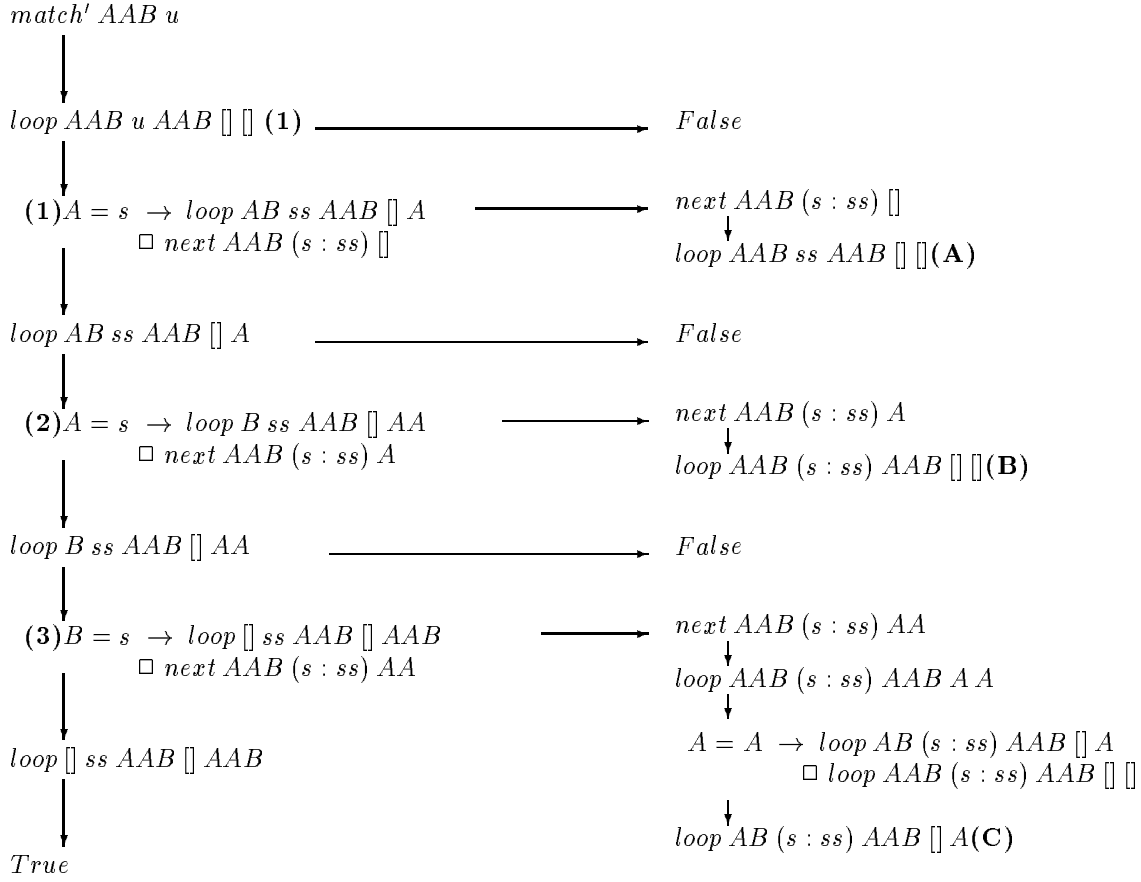 match′ AAB u
loop AAB u AAB [] [] (1)
False
(1)A = s → loop AB ss AAB [] A
□ next AAB (s : ss) []
next AAB (s : ss) []
loop AAB ss AAB [] [](A)
loop AB ss AAB [] A
False
(2)A = s → loop B ss AAB [] AA
□ next AAB (s : ss) A
next AAB (s : ss) A
loop AAB (s : ss) AAB [] [](B)
loop B ss AAB [] AA
False
(3)B = s → loop [] ss AAB [] AAB
□ next AAB (s : ss) AA
next AAB (s : ss) AA
loop AAB (s : ss) AAB A A
A = A → loop AB (s : ss) AAB [] A
□ loop AAB (s : ss) AAB [] []
loop [] ss AAB [] AAB
loop AB (s : ss) AAB [] A(C)
True